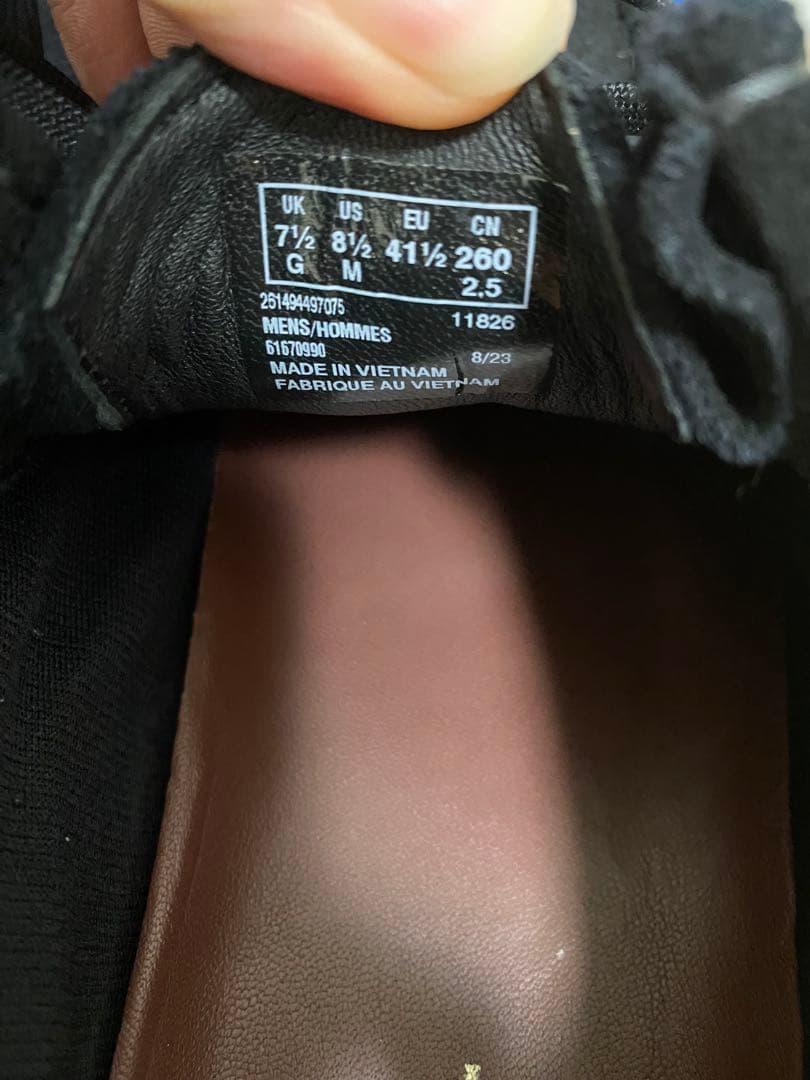 UK US EU CN
7½ 8½ 41½ 260
G M 2.5
261494497075 11826
MENS/HOMMES
61670990 8/23
MADE IN VIETNAM
FABRIQUE AU VIETNAM